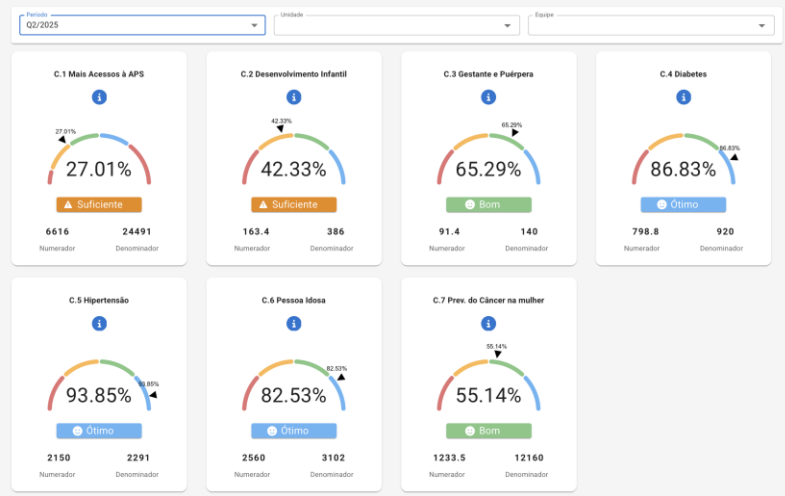 Período
Unidade
Equipe
Q2/2025
C.1 Mais Acessos à APS
27.01%
27.01%
Suficiente
6616
24491
Numerador
Denominador
C.2 Desenvolvimento Infantil
42.33%
42.33%
Suficiente
163.4
386
Numerador
Denominador
C.3 Gestante e Puérpera
65.29%
65.29%
Bom
91.4
140
Numerador
Denominador
C.4 Diabetes
86.83%
86.83%
Ótimo
798.8
920
Numerador
Denominador
C.5 Hipertensão
93.85%
93.85%
Ótimo
2150
2291
Numerador
Denominador
C.6 Pessoa Idosa
82.53%
82.53%
Ótimo
2560
3102
Numerador
Denominador
C.7 Prev. do Câncer na mulher
55.14%
55.14%
Bom
1233.5
12160
Numerador
Denominador